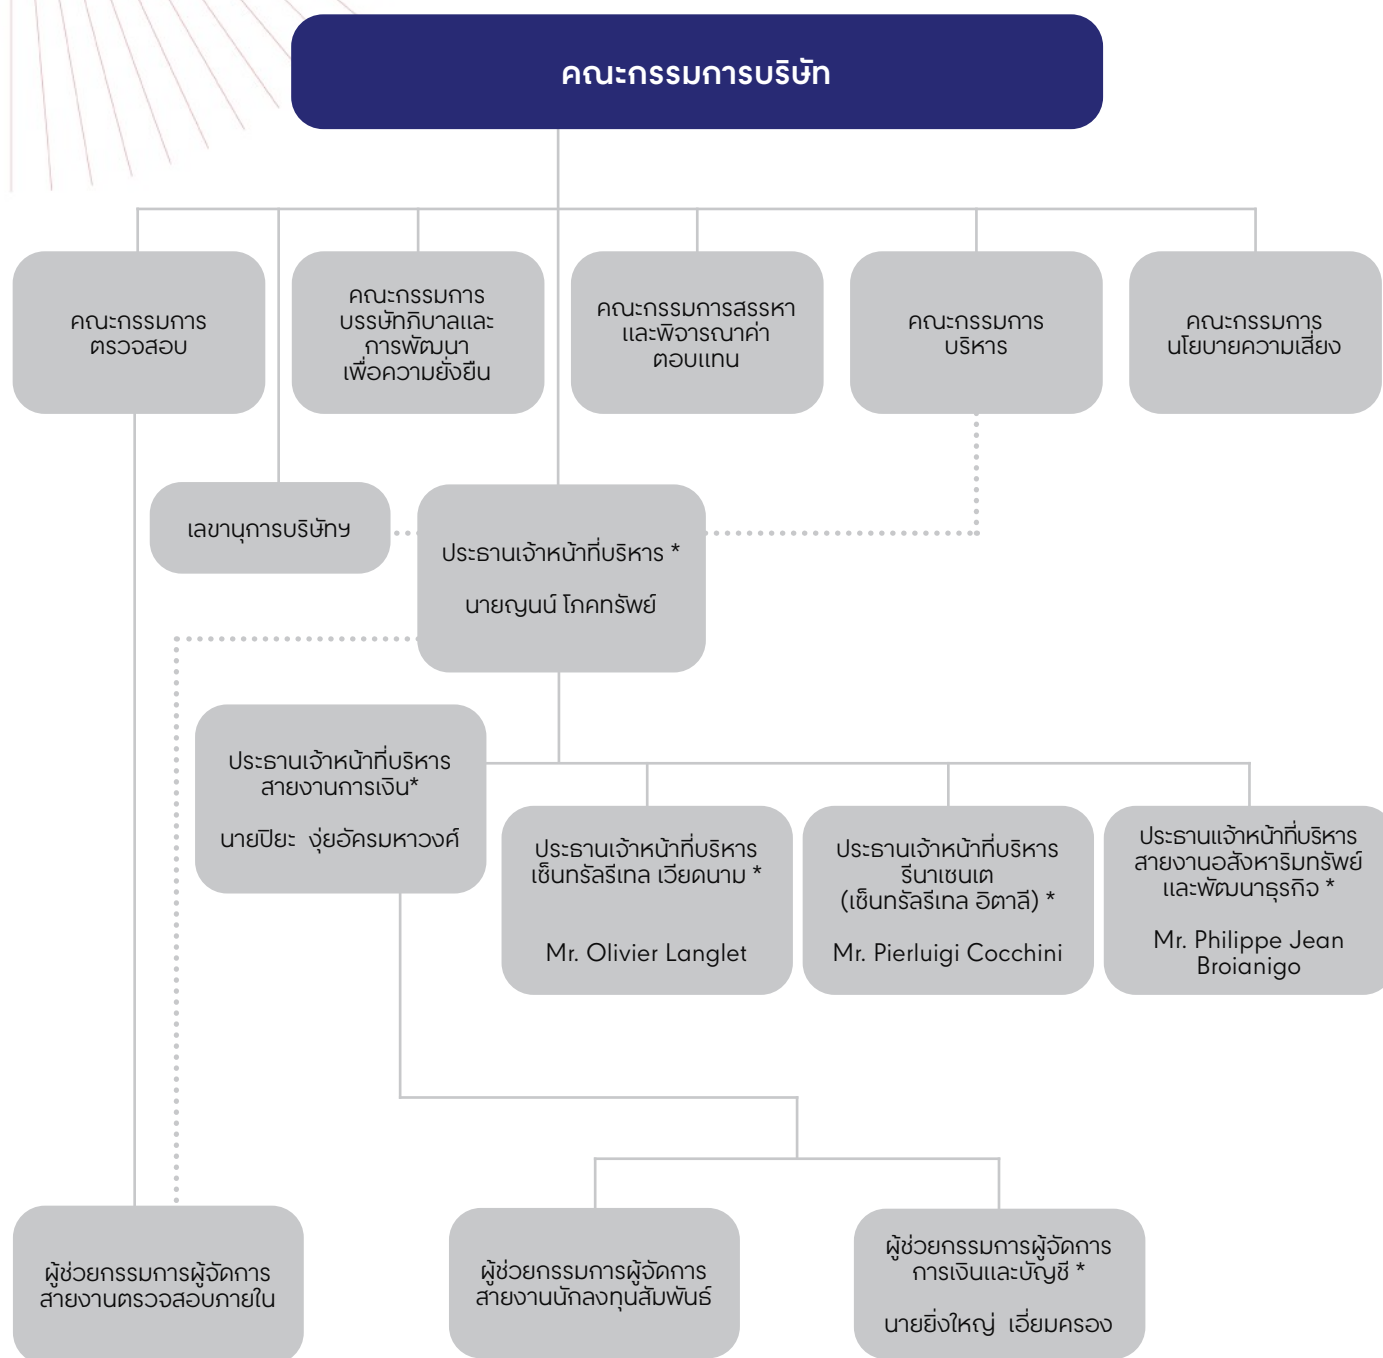 คณะกรรมการบริษัท
คณะกรรมการ
ตรวจสอบ
คณะกรรมการ
บรรษัทภิบาลและ
การพัฒนา
เพื่อความยั่งยืน
คณะกรรมการสรรหา
และพิจารณาค่า
ตอบแทน
คณะกรรมการ
บริหาร
คณะกรรมการ
นโยบายความเสี่ยง
เลขานุการบริษัทฯ
ประธานเจ้าหน้าที่บริหาร *
นายญนน์ โภคทรัพย์
ประธานเจ้าหน้าที่บริหาร
สายงานการเงิน*
นายปิยะ งุ่ยอัครมหาวงศ์
ประธานเจ้าหน้าที่บริหาร
เซ็นทรัลรีเทล เวียดนาม *
Mr. Olivier Langlet
ประธานเจ้าหน้าที่บริหาร
รีนาเซนเต
(เซ็นทรัลรีเทล อิตาลี) *
Mr. Pierluigi Cocchini
ประธานแจ้าหน้าที่บริหาร
สายงานอสังหาริมทรัพย์
และพัฒนาธุรกิจ *
Mr. Philippe Jean
Broianigo
ผู้ช่วยกรรมการผู้จัดการ
สายงานตรวจสอบภายใน
ผู้ช่วยกรรมการผู้จัดการ
สายงานนักลงทุนสัมพันธ์
ผู้ช่วยกรรมการผู้จัดการ
การเงินและบัญชี *
นายยิ่งใหญ่ เอี่ยมครอง